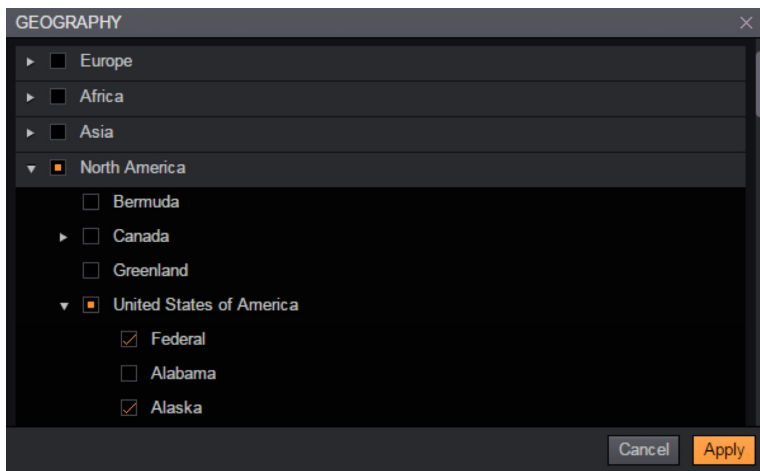 GEOGRAPHY
Europe
Africa
Asia
North America
Bermuda
Canada
Greenland
United States of America
Federal
Alabama
Alaska
Cancel Apply